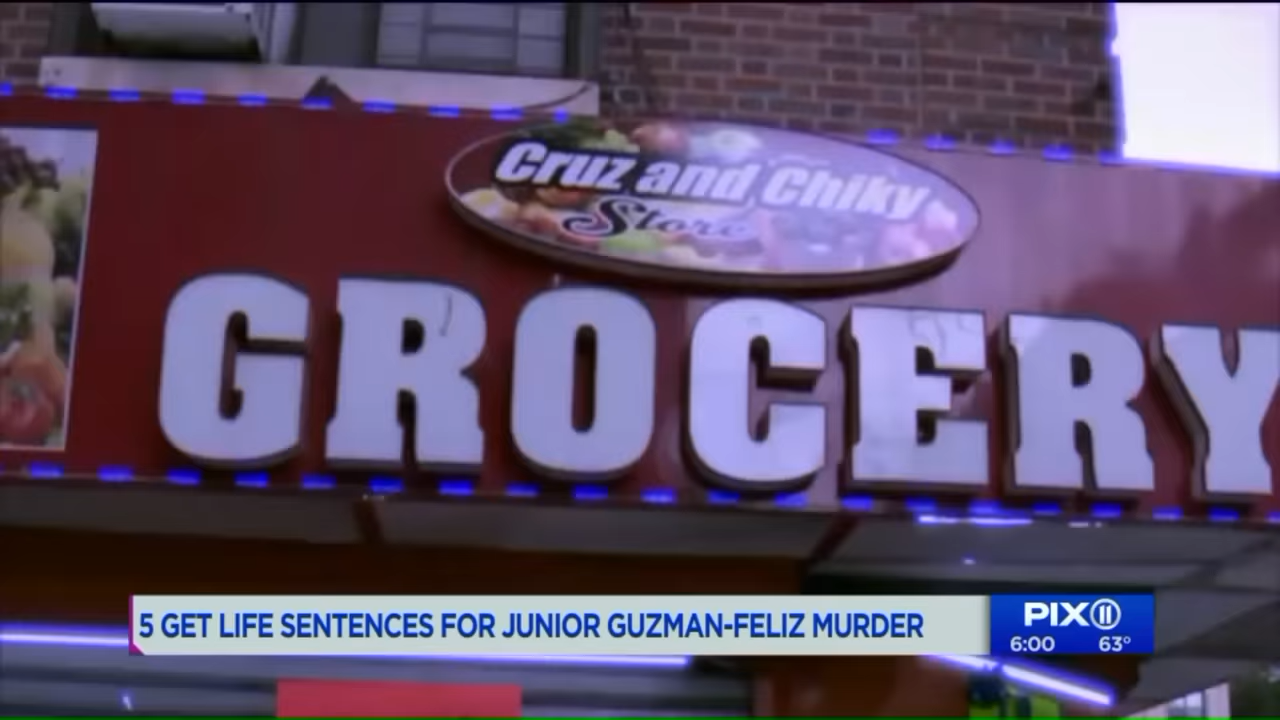 Cruz and Chiky
Store
GROCERY
5 GET LIFE SENTENCES FOR JUNIOR GUZMAN-FELIZ MURDER
PIX11
6:00 63°